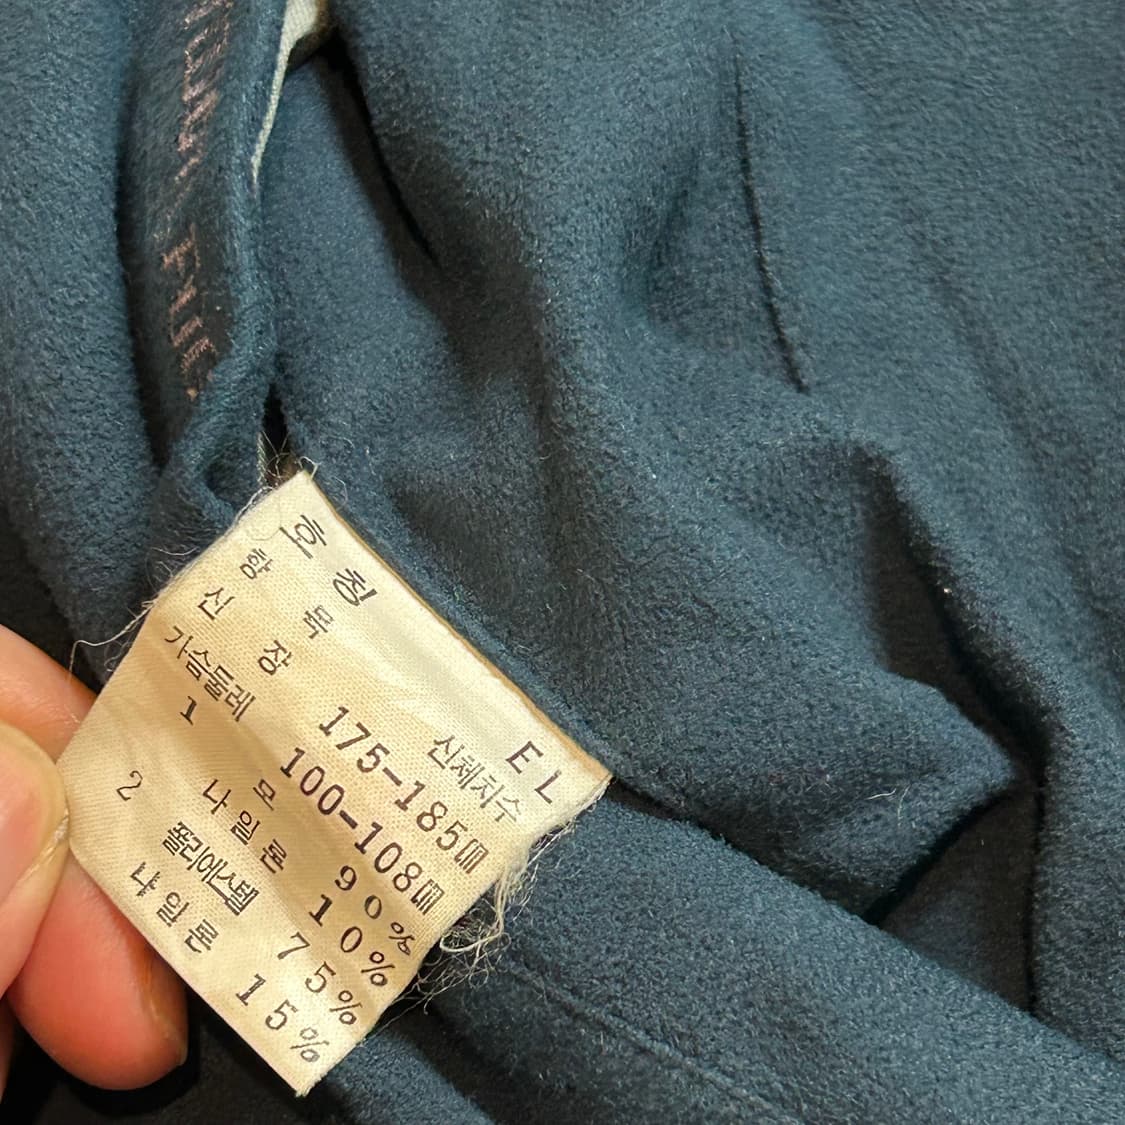 호칭 EL
항목 신체치수
신장 175-185㎝
가슴둘레 100-108㎝
1 모 90%
나일론 10%
2 폴리에스텔 75%
나일론 15%